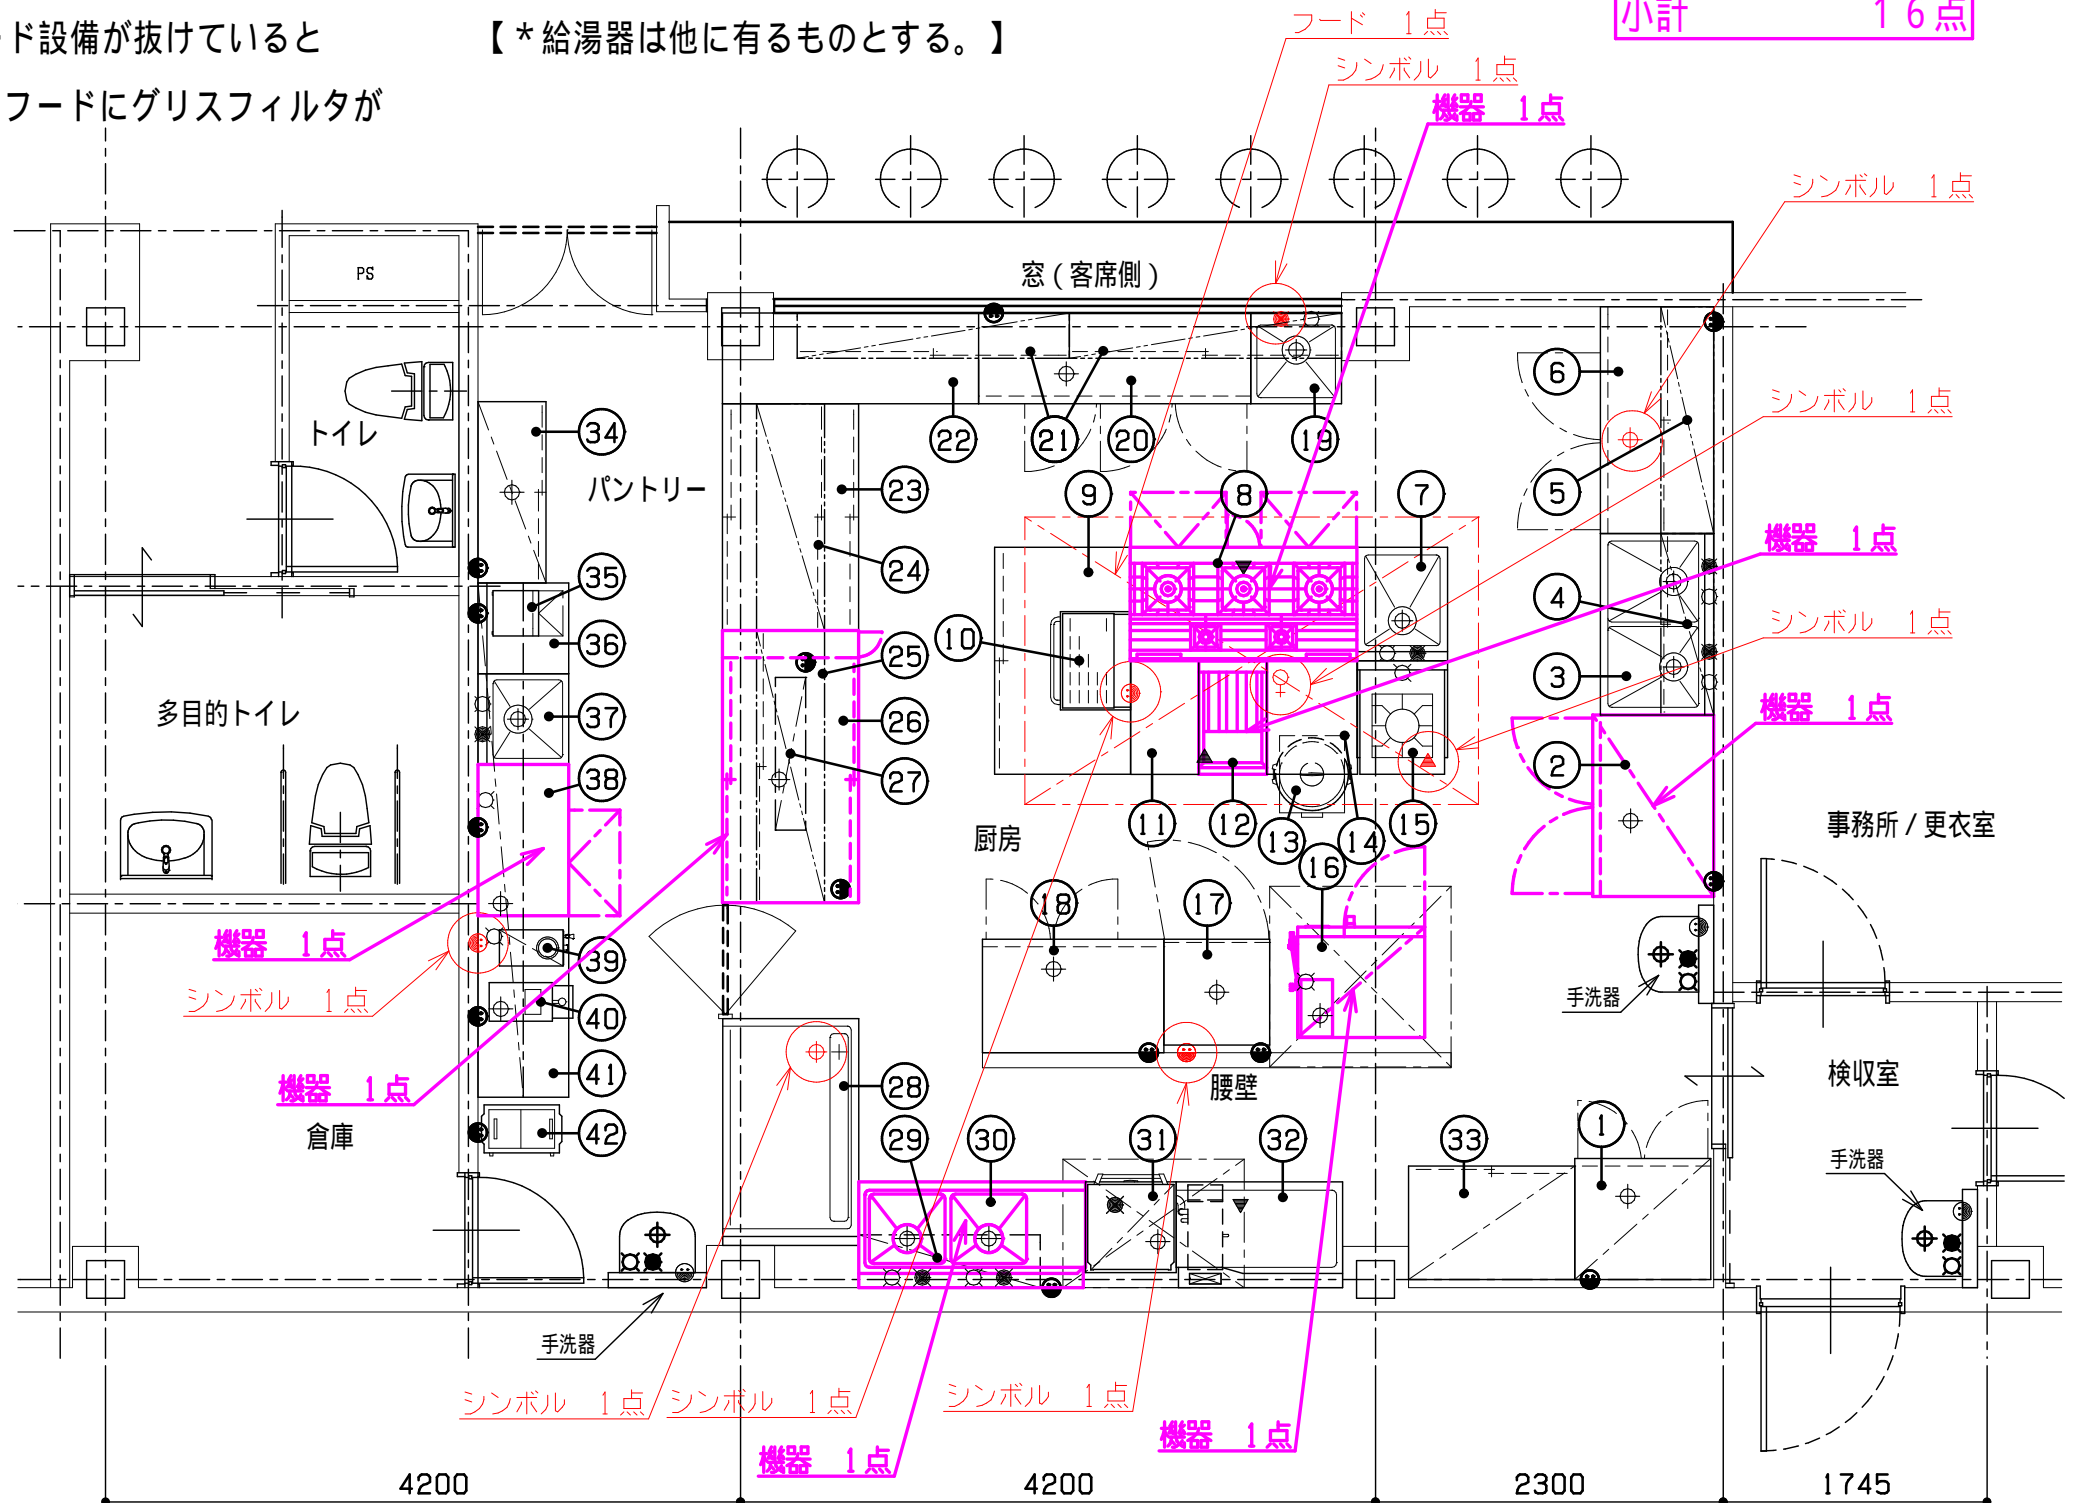 小計　16点
ド設備が抜けていると
【*給湯器は他に有るものとする。】
フードにグリスフィルタが
フード　1点
シンボル　1点
機器　1点
シンボル　1点
窓(客席側)
PS
トイレ
パントリー
34
22
21
20
19
6
シンボル　1点
23
9
8
7
5
機器　1点
24
35
4
シンボル　1点
36
10
25
3
機器　1点
多目的トイレ
37
26
38
27
2
厨房
11
12
13
14
15
16
事務所/更衣室
18
17
機器　1点
39
シンボル　1点
手洗器
40
機器　1点
41
28
腰壁
検収室
倉庫
42
29
30
31
32
33
1
手洗器
手洗器
シンボル　1点
シンボル　1点
シンボル　1点
機器　1点
機器　1点
4200
4200
2300
1745